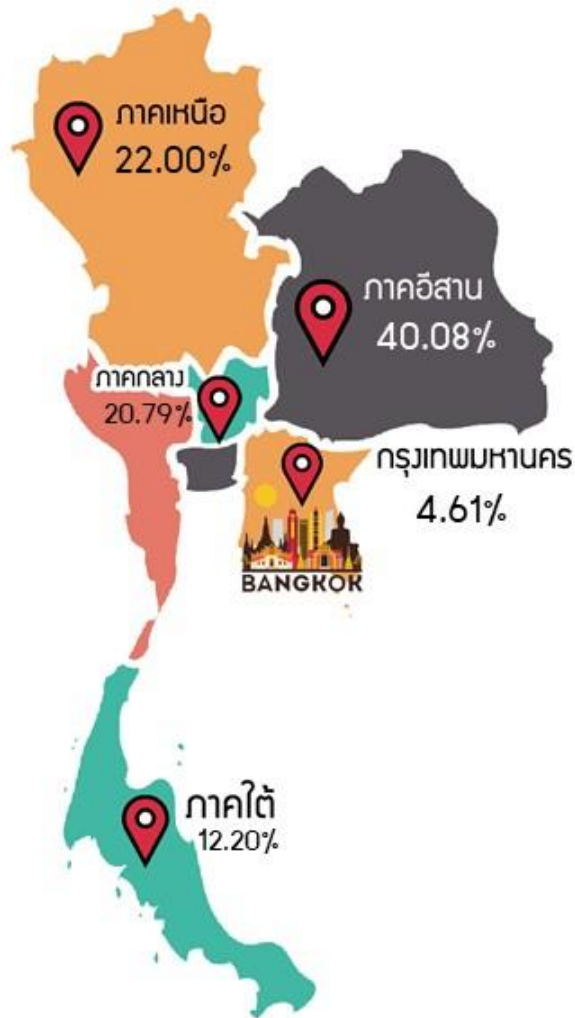 ภาคเหนือ
22.00%
ภาคอีสาน
40.08%
ภาคกลาง
20.79%
กรุงเทพมหานคร
4.61%
BANGKOK
ภาคใต้
12.20%